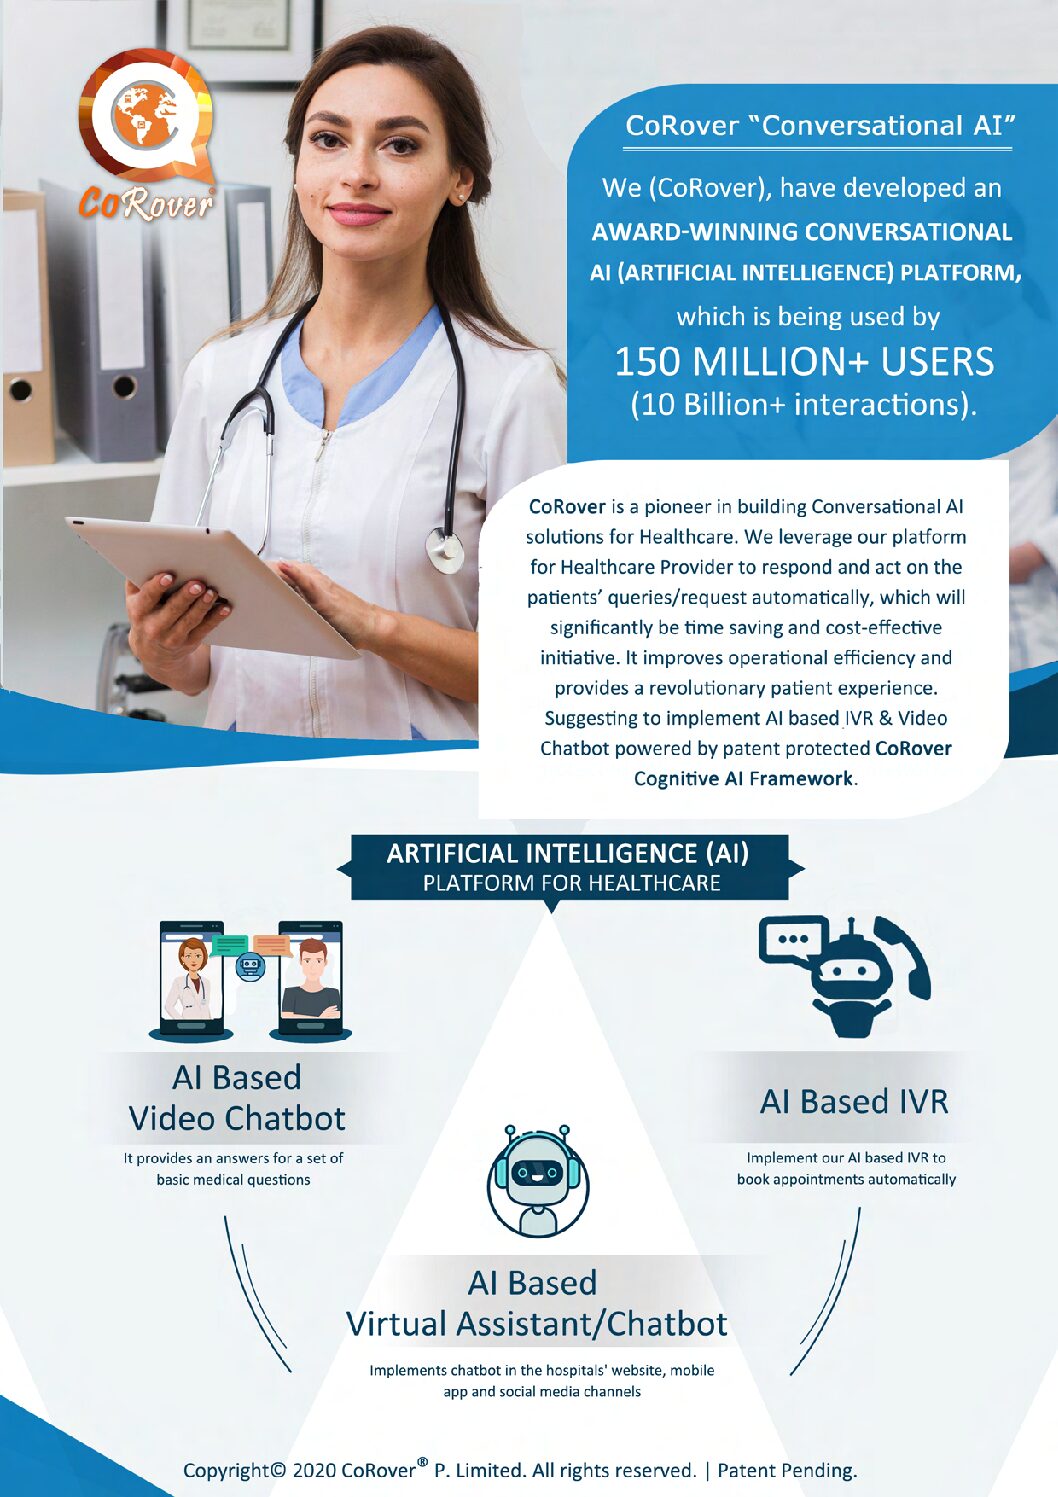 CoRover®
CoRover “Conversational AI”
We (CoRover), have developed an
AWARD-WINNING CONVERSATIONAL
AI (ARTIFICIAL INTELLIGENCE) PLATFORM,
which is being used by
150 MILLION+ USERS
(10 Billion+ interactions).
CoRover is a pioneer in building Conversational AI
solutions for Healthcare. We leverage our platform
for Healthcare Provider to respond and act on the
patients’ queries/request automatically, which will
significantly be time saving and cost-effective
initiative. It improves operational efficiency and
provides a revolutionary patient experience.
Suggesting to implement AI based IVR & Video
Chatbot powered by patent protected CoRover
Cognitive AI Framework.
ARTIFICIAL INTELLIGENCE (AI)
PLATFORM FOR HEALTHCARE
AI Based
Video Chatbot
It provides an answers for a set of
basic medical questions
AI Based IVR
Implement our AI based IVR to
book appointments automatically
AI Based
Virtual Assistant/Chatbot
Implements chatbot in the hospitals' website, mobile
app and social media channels
Copyright© 2020 CoRover® P. Limited. All rights reserved. | Patent Pending.